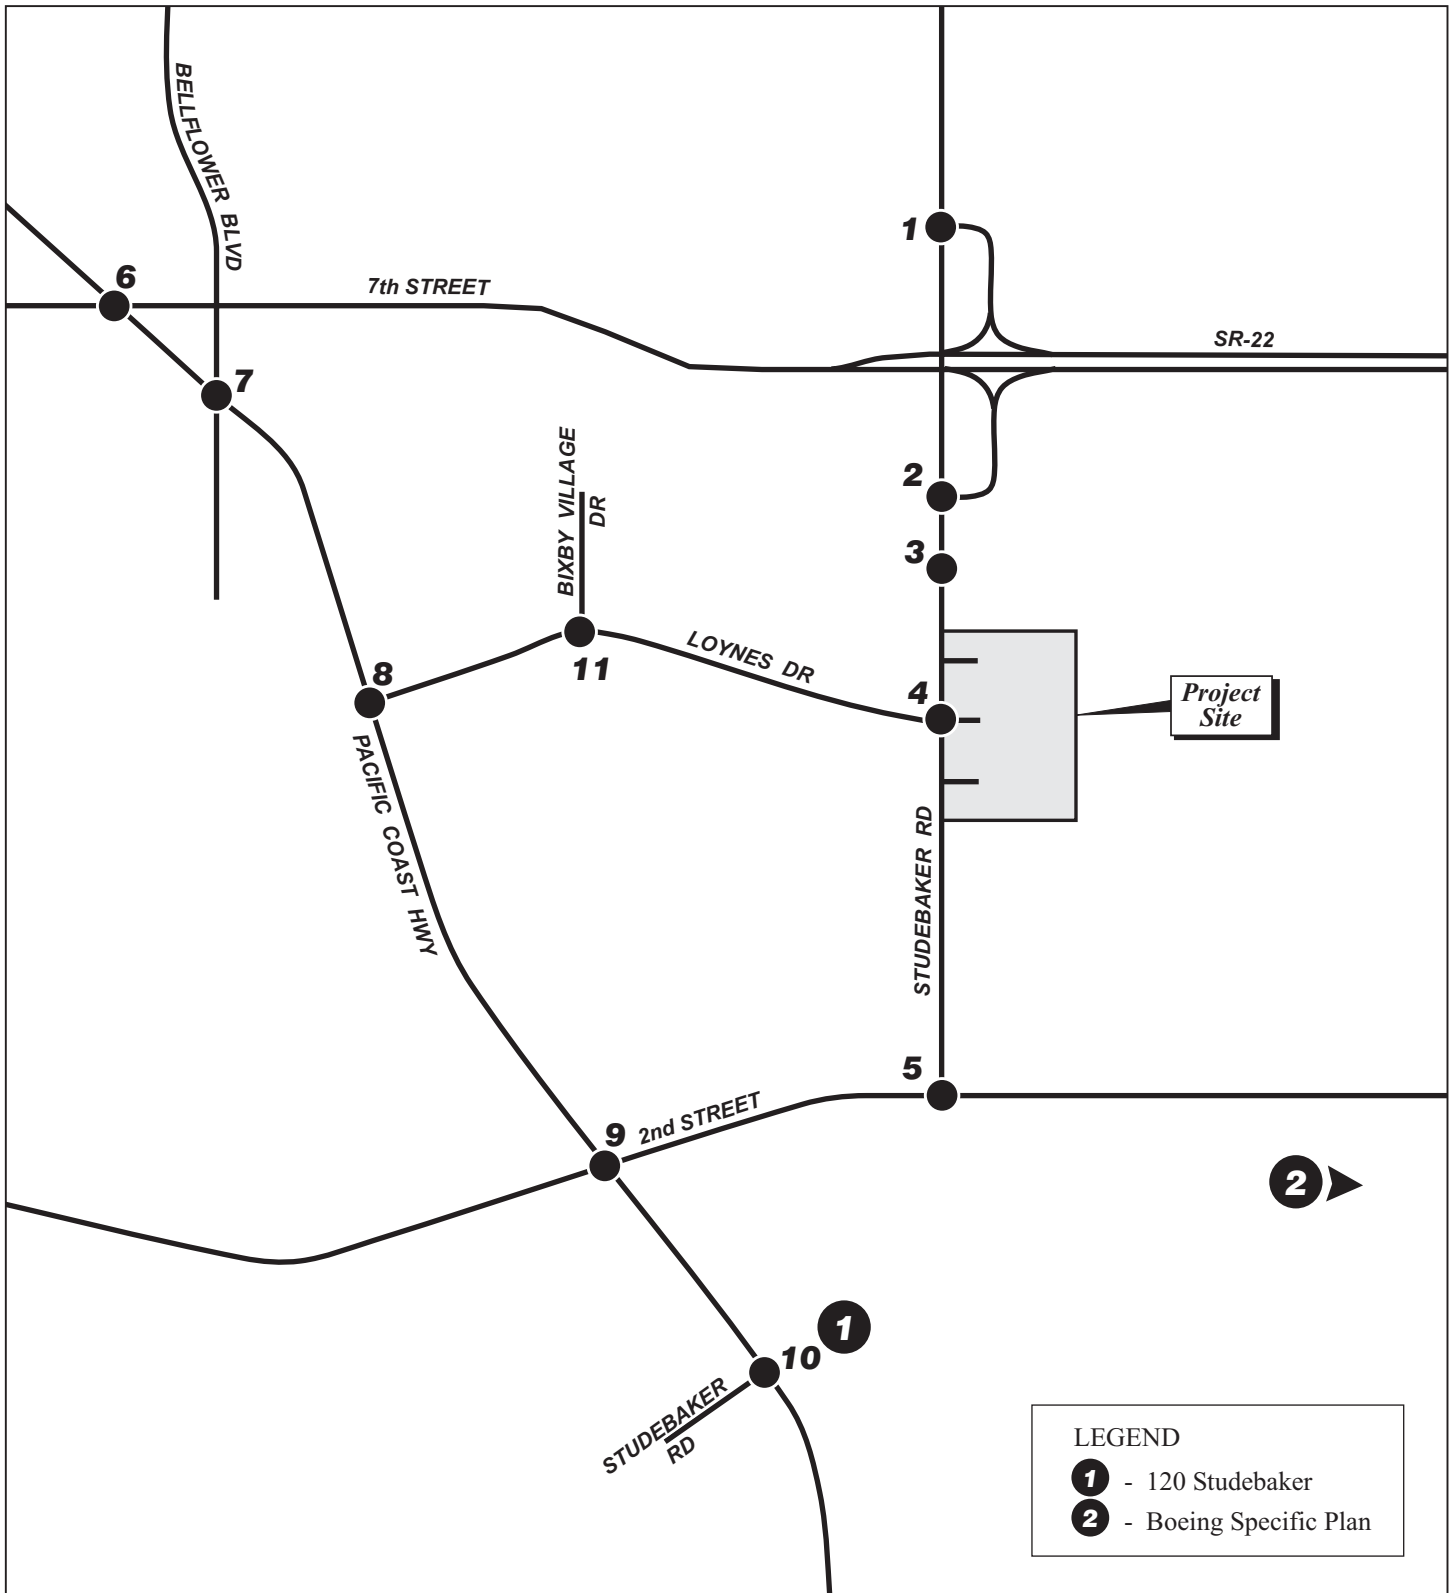 BELLFLOWER BLVD
1
6
7th STREET
SR-22
7
BIXBY VILLAGE
DR
2
3
LOYNES DR
11
8
4
Project
Site
PACIFIC COAST HWY
STUDEBAKER RD
5
9
2nd STREET
2
1
10
STUDEBAKER
RD
LEGEND
1 - 120 Studebaker
2 - Boeing Specific Plan